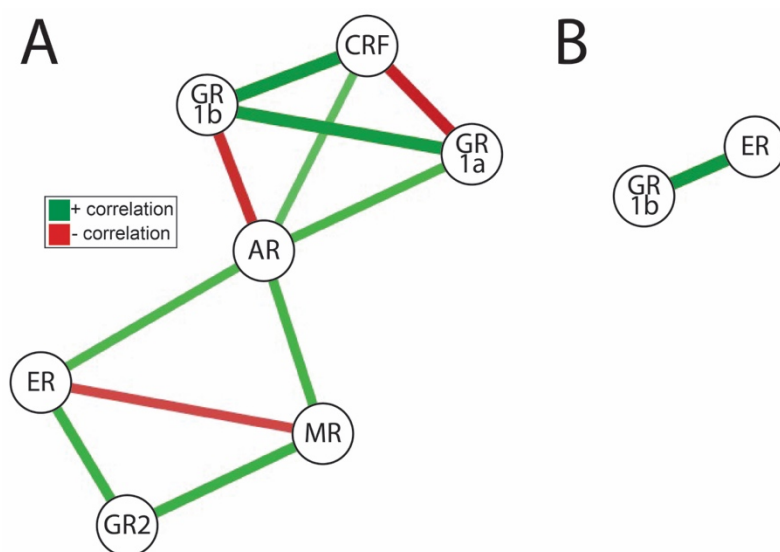 A
B
CRF
GR
1b
GR
1a
ER
GR
1b
+ correlation
- correlation
AR
ER
MR
GR2